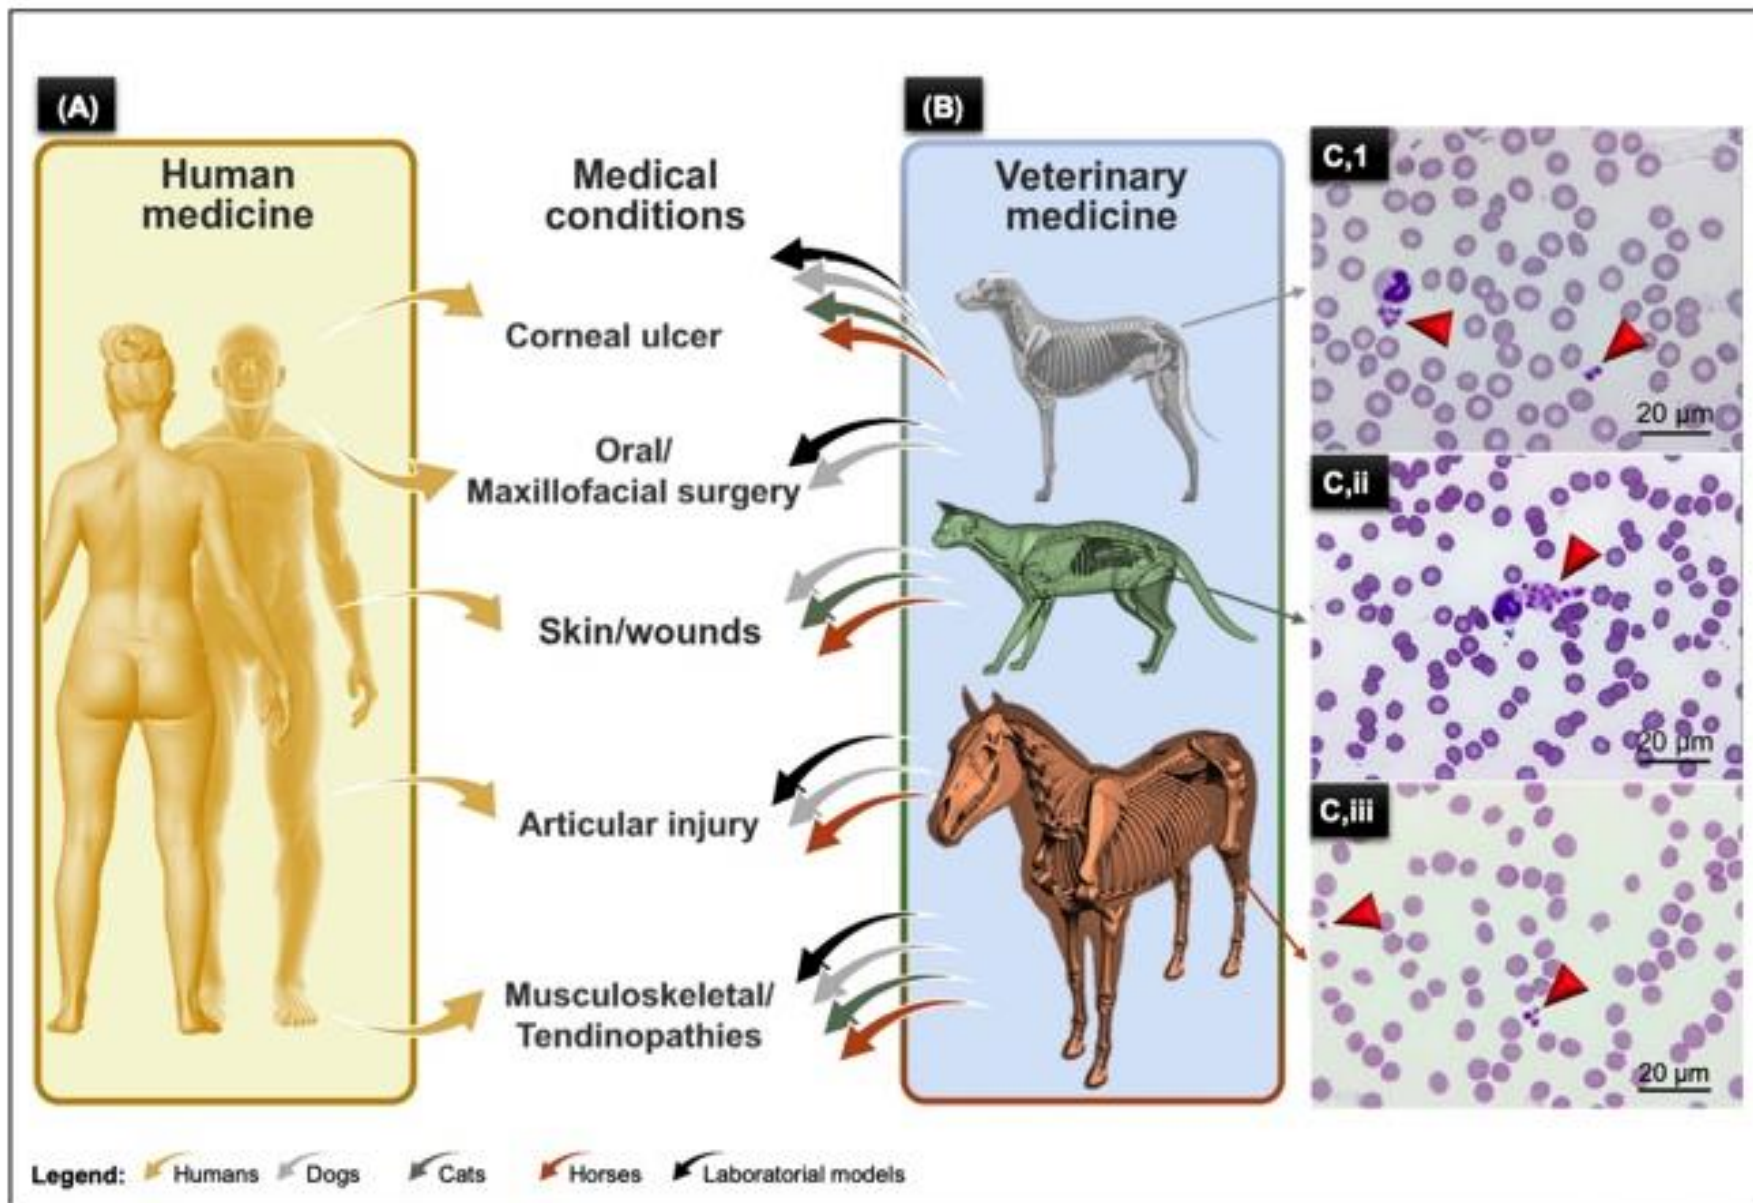 (A)
Human
medicine
Medical
conditions
Corneal ulcer
Oral/
Maxillofacial surgery
Skin/wounds
Articular injury
Musculoskeletal/
Tendinopathies
(B)
Veterinary
medicine
C,1
20 µm
C,ii
20 µm
C,iii
20 µm
Legend: Humans Dogs Cats Horses Laboratorial models